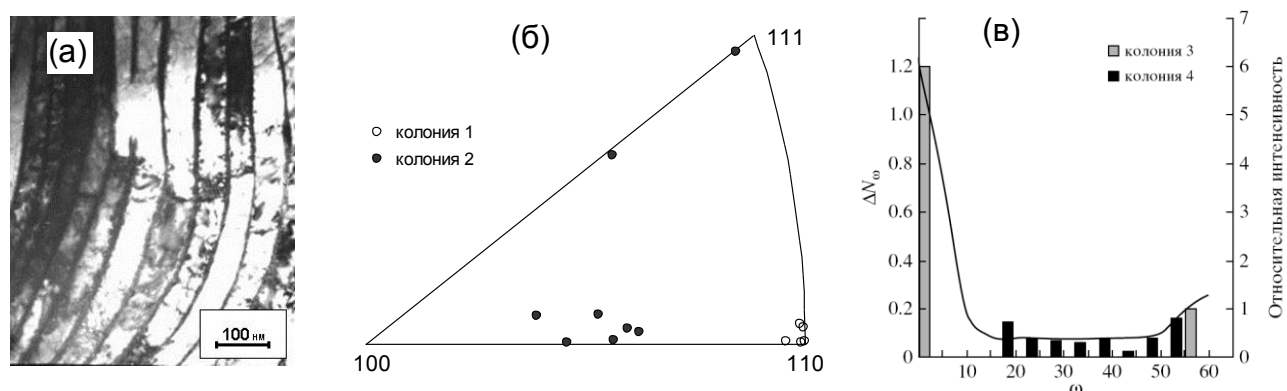 (а)
100 нм
(б)
111
колония 1
колония 2
100
110
(в)
колония 3
колония 4
1.2
1.0
0.8
0.6
0.4
0.2
0
ΔNω
7
6
5
4
3
2
1
0
Относительная интенсивность
10
20
30
40
50
60
ω